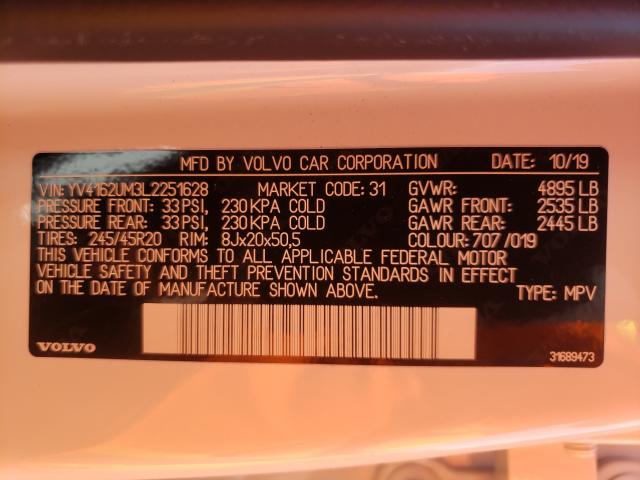 MFD BY VOLVO CAR CORPORATION DATE: 10/19
VIN: YV4162UM3L2251628 MARKET CODE: 31 GVWR: 4895 LB
PRESSURE FRONT: 33 PSI, 230 KPA COLD GAWR FRONT: 2535 LB
PRESSURE REAR: 33 PSI, 230 KPA COLD GAWR REAR: 2445 LB
TIRES: 245/45R20 RIM: 8Jx20x50,5 COLOUR: 707 /019
THIS VEHICLE CONFORMS TO ALL APPLICABLE FEDERAL MOTOR
VEHICLE SAFETY AND THEFT PREVENTION STANDARDS IN EFFECT
ON THE DATE OF MANUFACTURE SHOWN ABOVE. TYPE: MPV
VOLVO 31689473